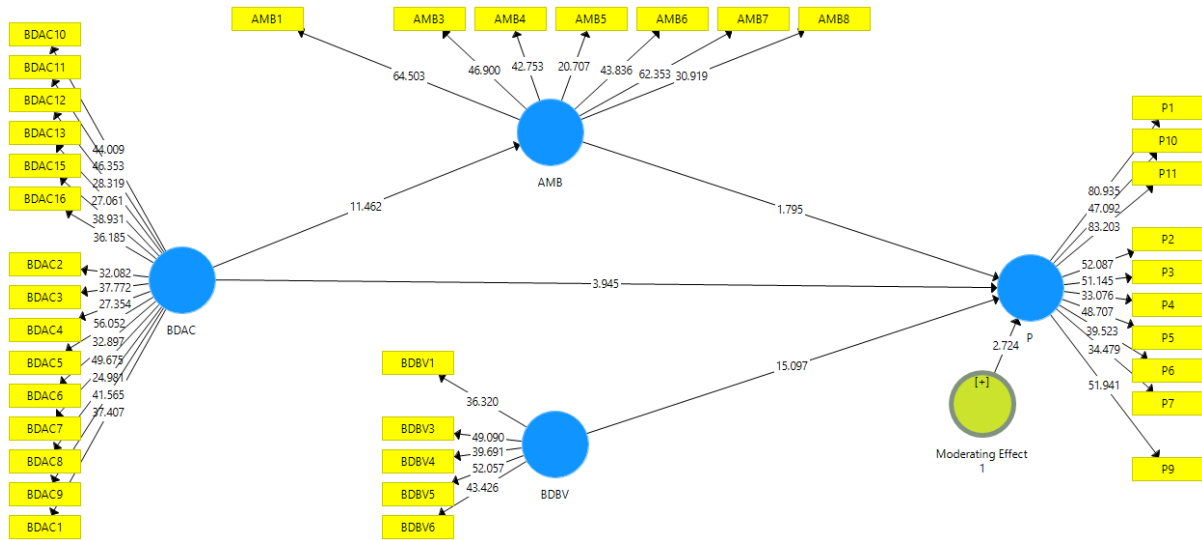 AMB1
AMB3
AMB4
AMB5
AMB6
AMB7
AMB8
64.503
46.900
42.753
20.707
43.836
62.353
30.919
AMB
BDAC10
BDAC11
BDAC12
BDAC13
BDAC15
BDAC16
44.009
46.353
28.319
27.061
38.931
36.185
BDAC2
BDAC3
BDAC4
BDAC5
BDAC6
BDAC7
BDAC8
BDAC9
BDAC1
32.082
37.772
27.354
56.052
32.897
49.675
24.981
41.565
37.407
BDAC
11.462
1.795
3.945
15.097
2.724
BDBV1
BDBV3
BDBV4
BDBV5
BDBV6
36.320
49.090
39.691
52.057
43.426
BDBV
P
[+]
Moderating Effect
1
80.935
47.092
83.203
52.087
51.145
33.076
48.707
39.523
34.479
51.941
P1
P10
P11
P2
P3
P4
P5
P6
P7
P9